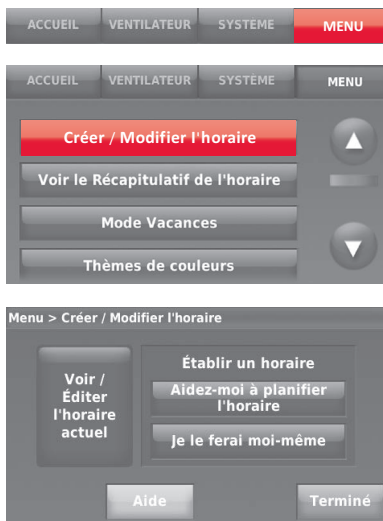 ACCUEIL VENTILATEUR SYSTÈME MENU
ACCUEIL VENTILATEUR SYSTÈME MENU
Créer / Modifier l'horaire
Voir le Récapitulatif de l'horaire
Mode Vacances
Thèmes de couleurs
Menu > Créer / Modifier l'horaire
Voir /
Éditer
l'horaire
actuel
Établir un horaire
Aidez-moi à planifier
l'horaire
Je le ferai moi-même
Aide Terminé